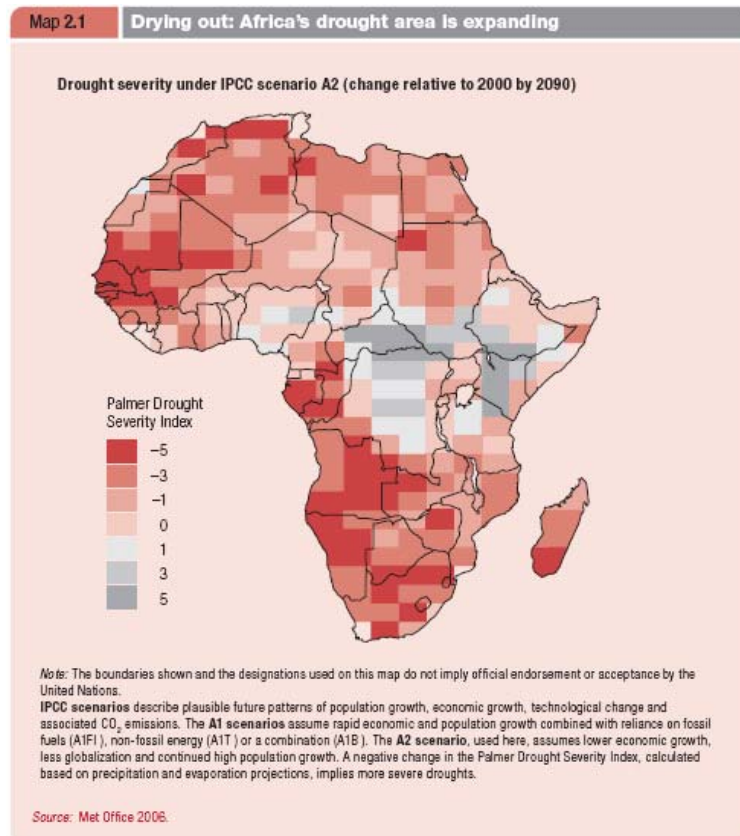 Map 2.1
Drying out: Africa's drought area is expanding
Drought severity under IPCC scenario A2 (change relative to 2000 by 2090)
Palmer Drought
Severity Index
–5
–3
–1
0
1
3
5
Note: The boundaries shown and the designations used on this map do not imply official endorsement or acceptance by the
United Nations.
IPCC scenarios describe plausible future patterns of population growth, economic growth, technological change and
associated CO₂ emissions. The A1 scenarios assume rapid economic and population growth combined with reliance on fossil
fuels (A1FI), non-fossil energy (A1T) or a combination (A1B). The A2 scenario, used here, assumes lower economic growth,
less globalization and continued high population growth. A negative change in the Palmer Drought Severity Index, calculated
based on precipitation and evaporation projections, implies more severe droughts.
Source: Met Office 2006.